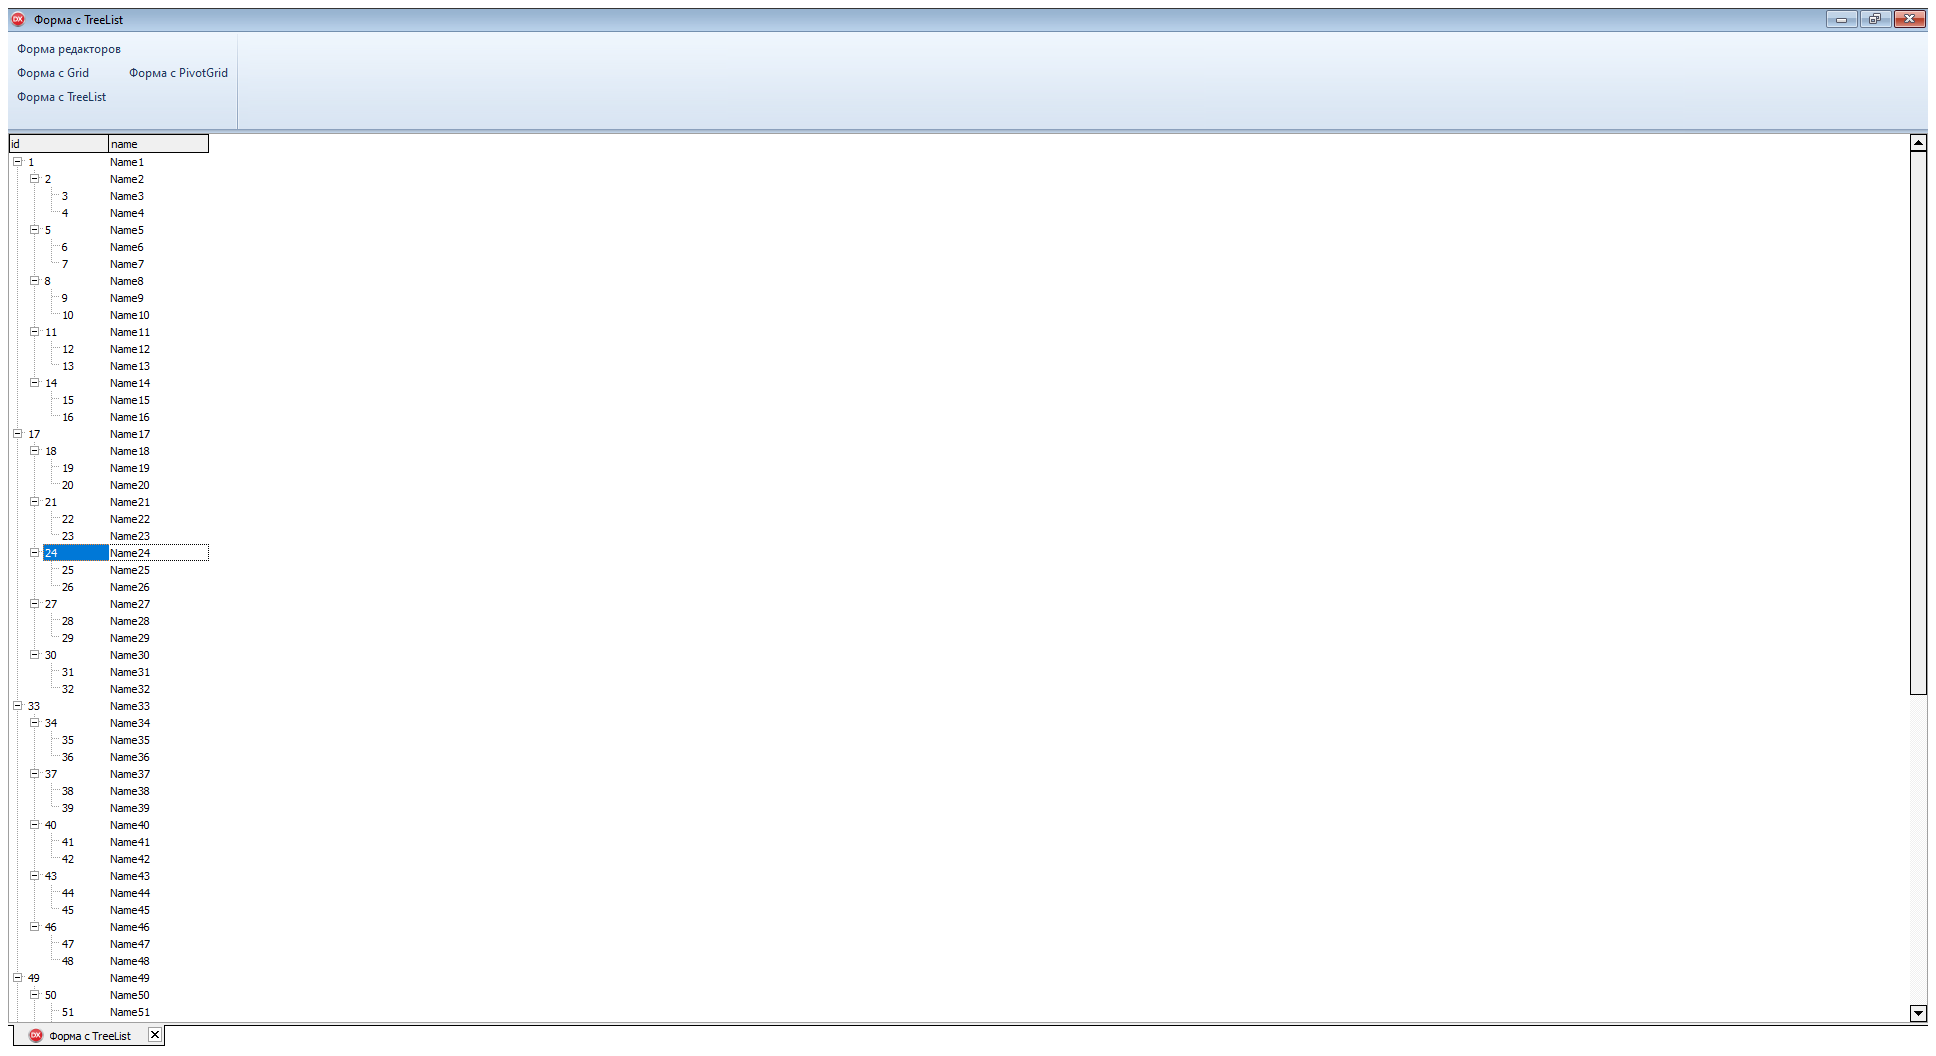 Форма с TreeList
Форма редакторов
Форма с Grid Форма с PivotGrid
Форма с TreeList
id name
1 Name1
2 Name2
3 Name3
4 Name4
5 Name5
6 Name6
7 Name7
8 Name8
9 Name9
10 Name10
11 Name11
12 Name12
13 Name13
14 Name14
15 Name15
16 Name16
17 Name17
18 Name18
19 Name19
20 Name20
21 Name21
22 Name22
23 Name23
24 Name24
25 Name25
26 Name26
27 Name27
28 Name28
29 Name29
30 Name30
31 Name31
32 Name32
33 Name33
34 Name34
35 Name35
36 Name36
37 Name37
38 Name38
39 Name39
40 Name40
41 Name41
42 Name42
43 Name43
44 Name44
45 Name45
46 Name46
47 Name47
48 Name48
49 Name49
50 Name50
51 Name51
DX Форма с TreeList